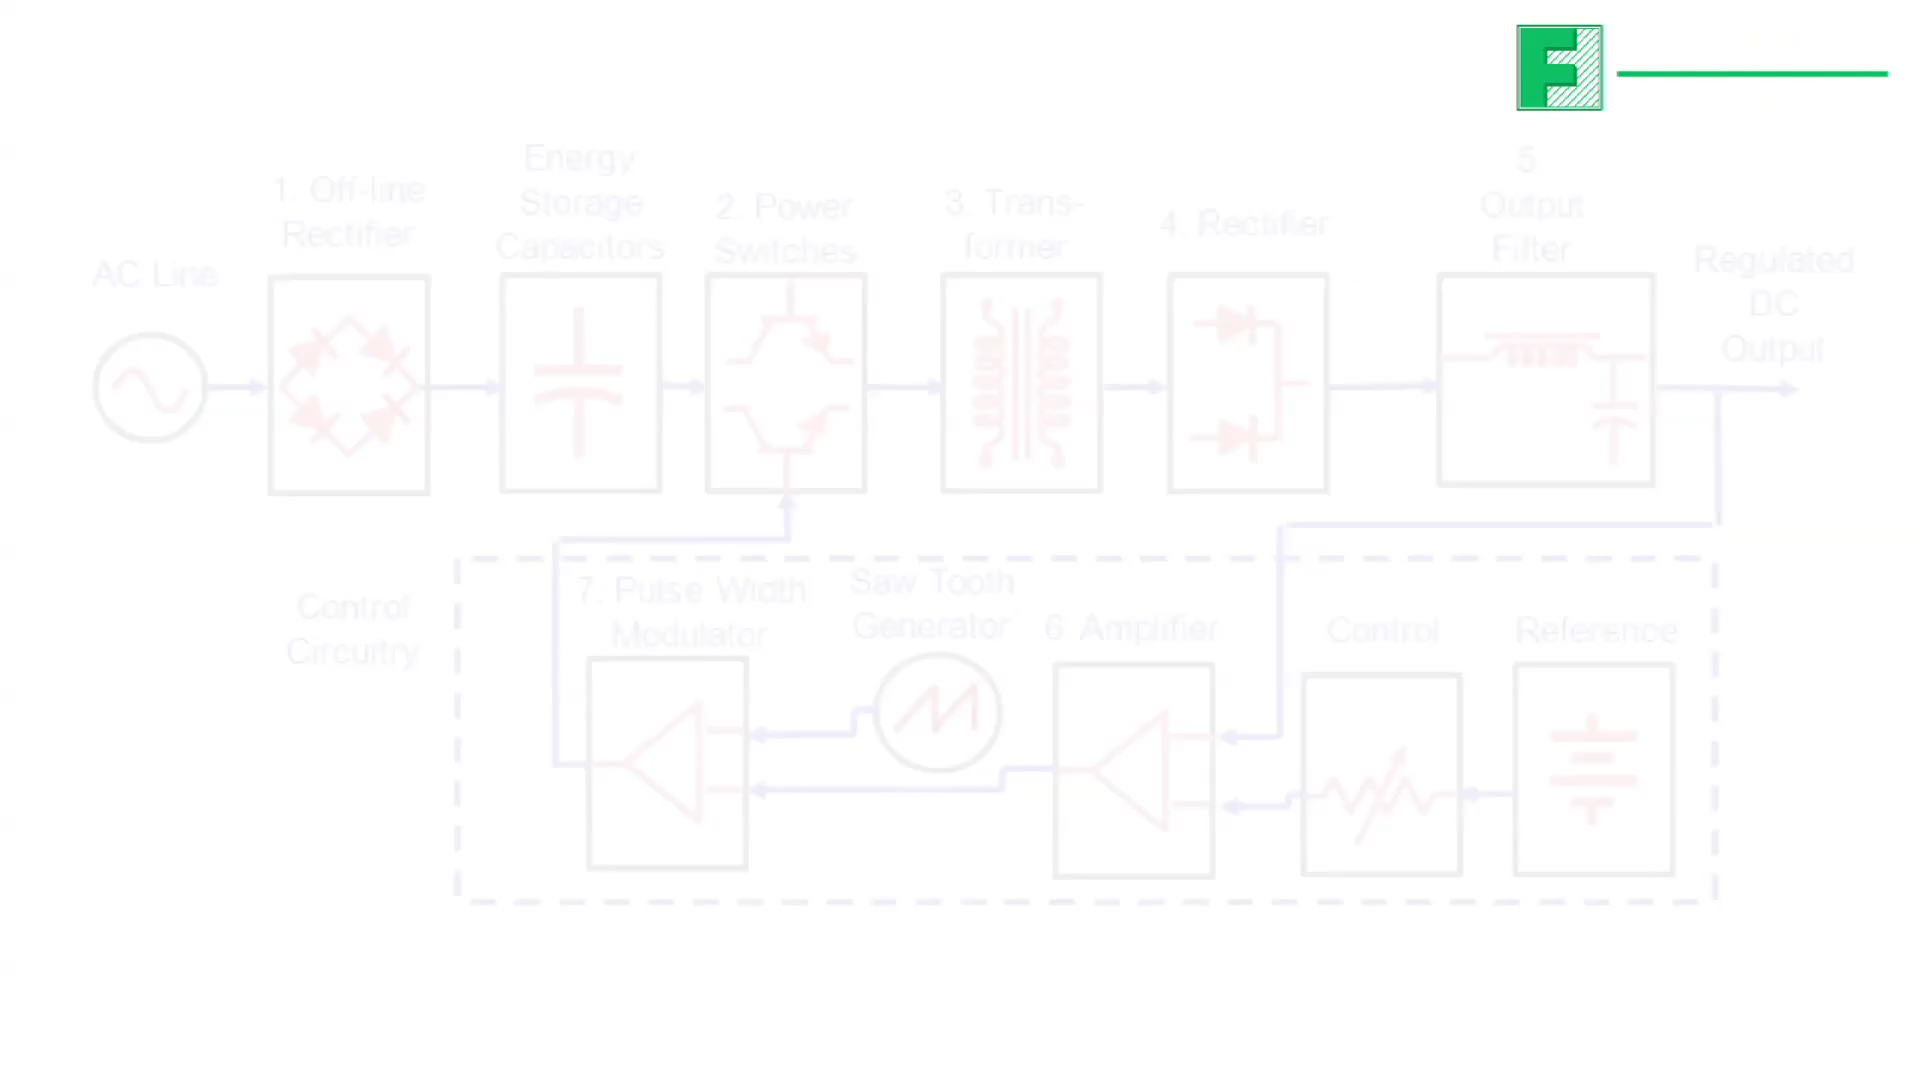 AC Line
1. Off-line
Rectifier
Energy
Storage
Capacitors
2. Power
Switches
3. Trans-
former
4. Rectifier
5.
Output
Filter
Regulated
DC
Output
Control
Circuitry
7. Pulse Width
Modulator
Saw Tooth
Generator
6. Amplifier
Control
Reference